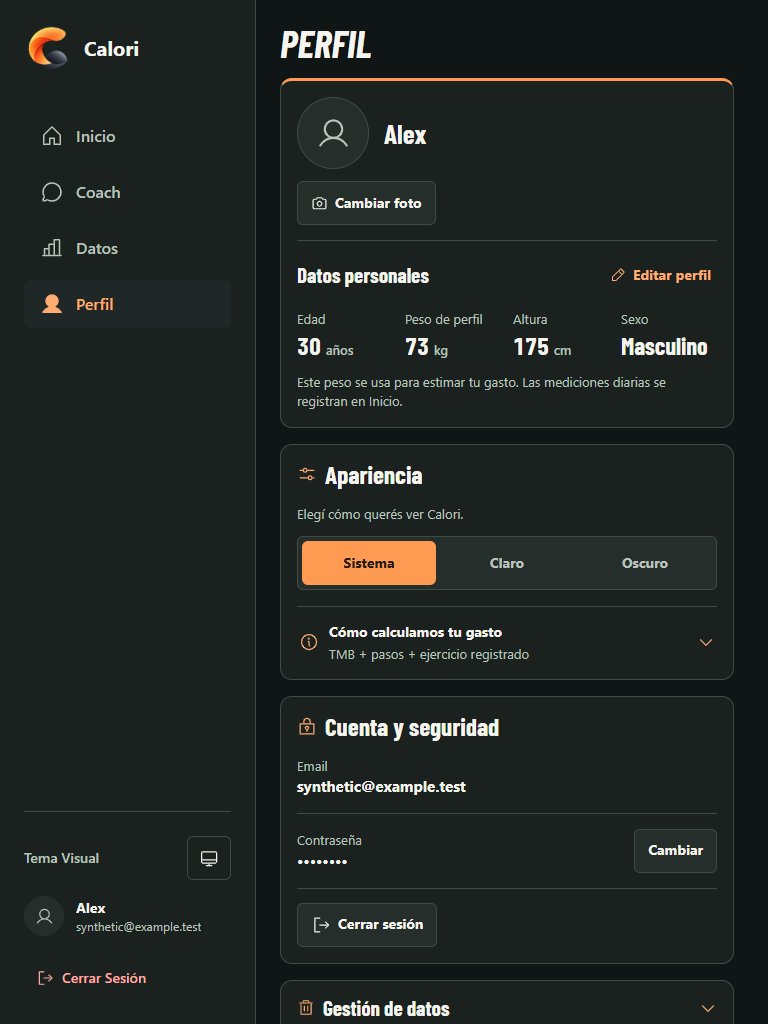 Calori
Inicio
Coach
Datos
Perfil
Tema Visual
Alex
synthetic@example.test
Cerrar Sesión
PERFIL
Alex
Cambiar foto
Datos personales
Editar perfil
Edad
Peso de perfil
Altura
Sexo
30 años
73 kg
175 cm
Masculino
Este peso se usa para estimar tu gasto. Las mediciones diarias se
registran en Inicio.
Apariencia
Elegí cómo querés ver Calori.
Sistema
Claro
Oscuro
Cómo calculamos tu gasto
TMB + pasos + ejercicio registrado
Cuenta y seguridad
Email
synthetic@example.test
Contraseña
••••••••
Cambiar
Cerrar sesión
Gestión de datos